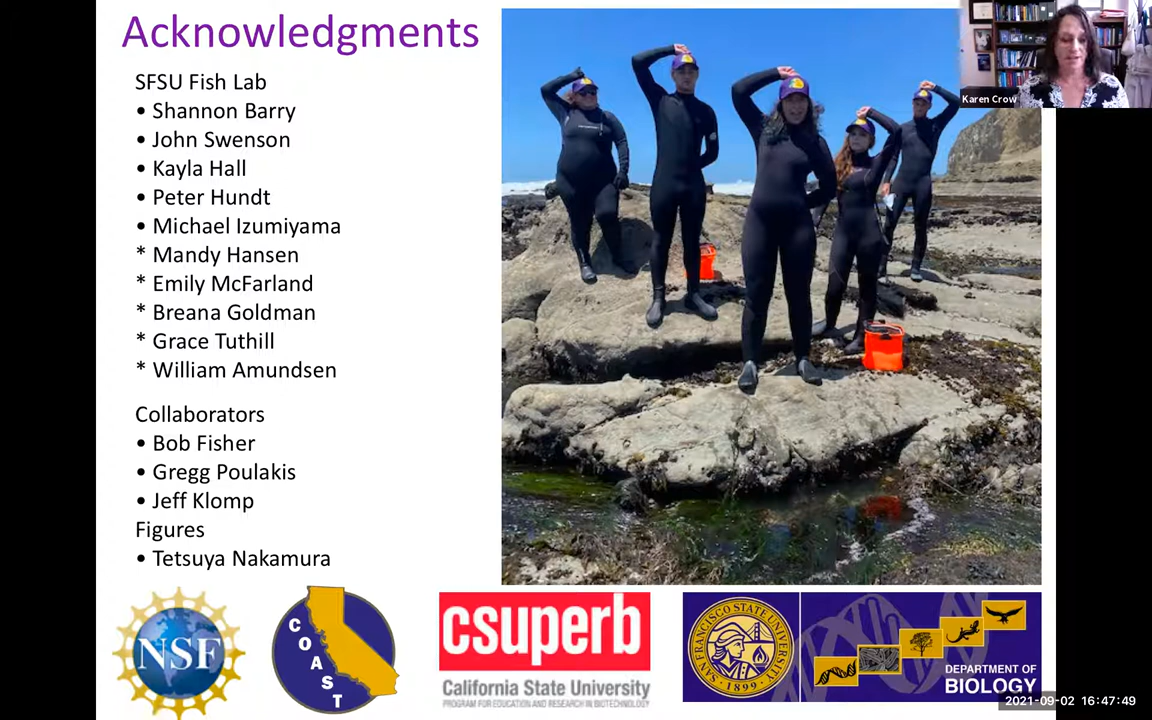 Acknowledgments
SFSU Fish Lab
• Shannon Barry
• John Swenson
• Kayla Hall
• Peter Hundt
• Michael Izumiyama
* Mandy Hansen
* Emily McFarland
* Breana Goldman
* Grace Tuthill
* William Amundsen
Collaborators
• Bob Fisher
• Gregg Poulakis
• Jeff Klomp
Figures
• Tetsuya Nakamura
Karen Crow
NSF
COAST
csuperb
California State University
PROGRAM FOR EDUCATION AND RESEARCH IN BIOTECHNOLOGY
SAN FRANCISCO STATE UNIVERSITY
• 1899 •
DEPARTMENT OF
BIOLOGY
2021-09-02 16:47:49